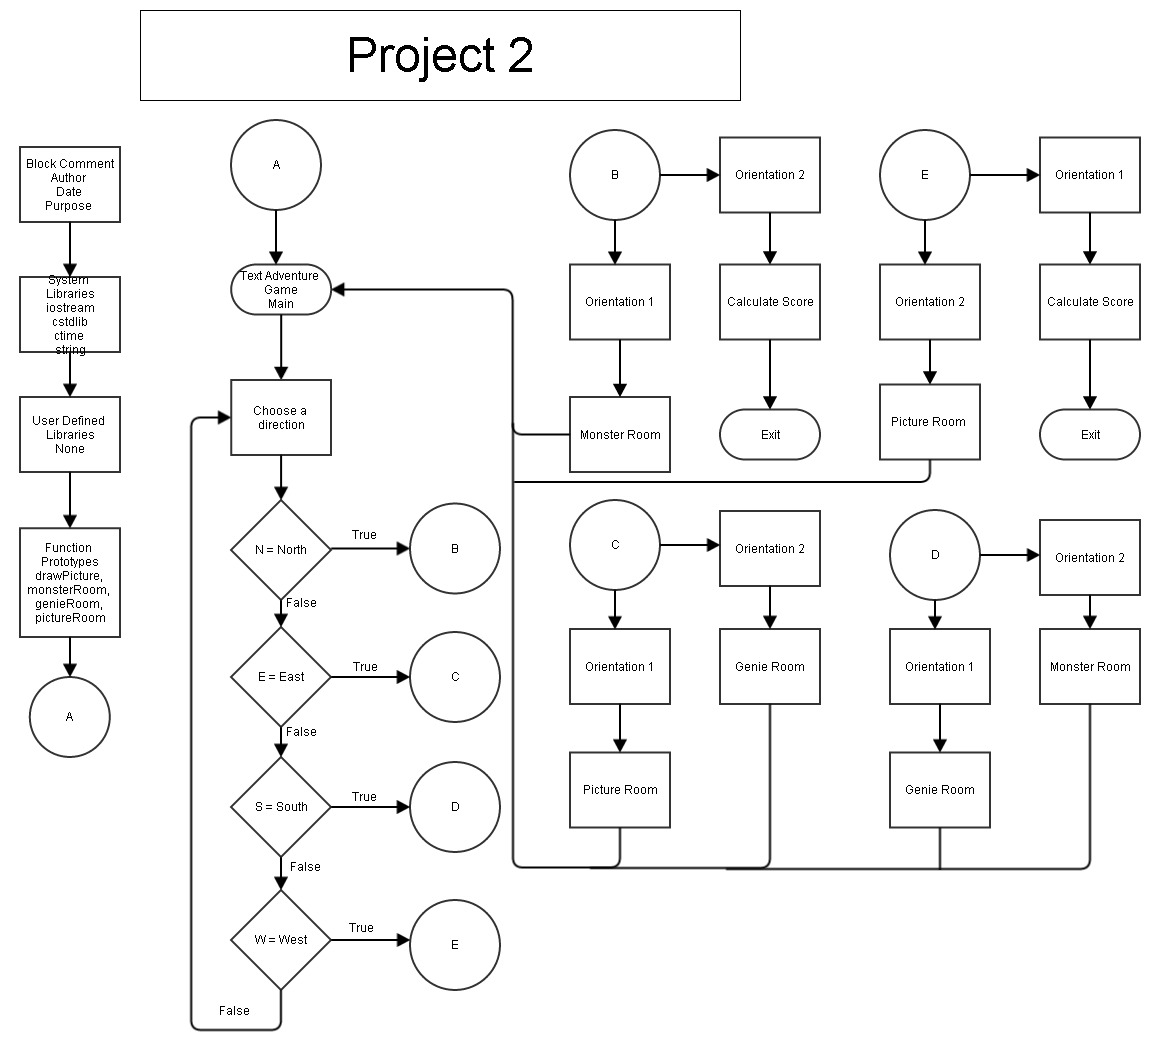 Project 2
Block Comment
Author
Date
Purpose
System
Libraries
iostream
cstdlib
ctime
string
User Defined
Libraries
None
Function
Prototypes
drawPicture,
monsterRoom,
genieRoom,
pictureRoom
A
A
Text Adventure
Game
Main
Choose a
direction
N = North
True
B
False
E = East
True
C
False
S = South
True
D
False
W = West
True
E
False
B
Orientation 2
Orientation 1
Calculate Score
Monster Room
Exit
E
Orientation 1
Orientation 2
Calculate Score
Picture Room
Exit
C
Orientation 2
Orientation 1
Genie Room
Picture Room
D
Orientation 2
Orientation 1
Monster Room
Genie Room